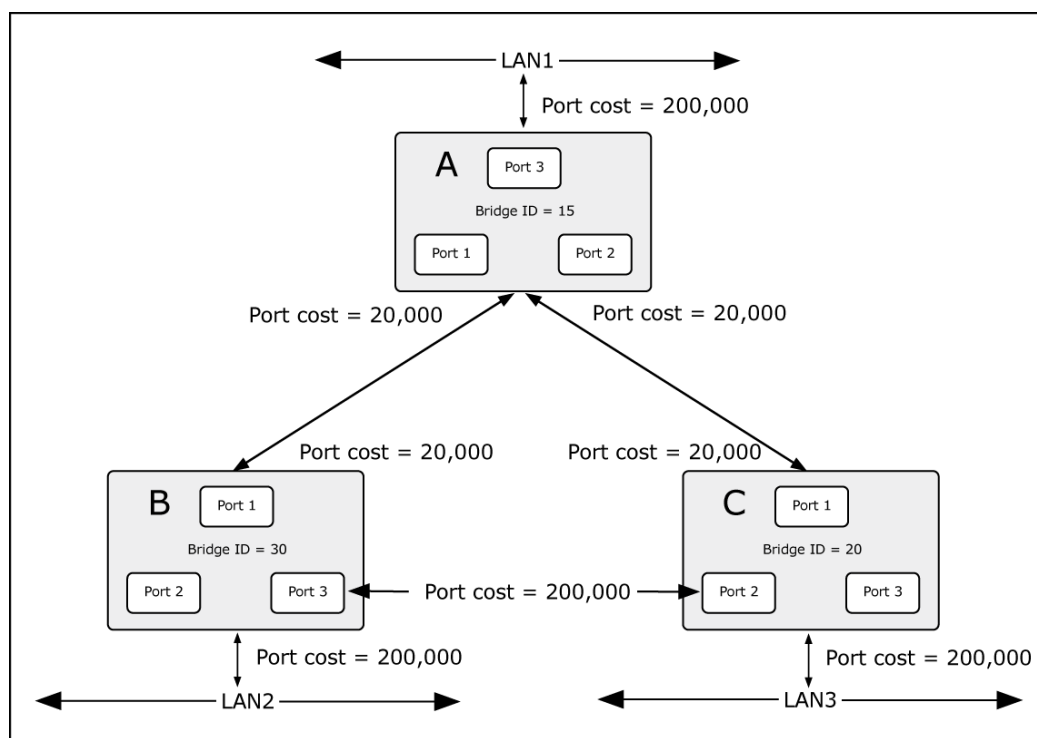 LAN1
Port cost = 200,000
A
Port 3
Bridge ID = 15
Port 1
Port 2
Port cost = 20,000
Port cost = 20,000
Port cost = 20,000
Port cost = 20,000
B
Port 1
Bridge ID = 30
Port 2
Port 3
C
Port 1
Bridge ID = 20
Port 2
Port 3
Port cost = 200,000
Port cost = 200,000
Port cost = 200,000
LAN2
LAN3